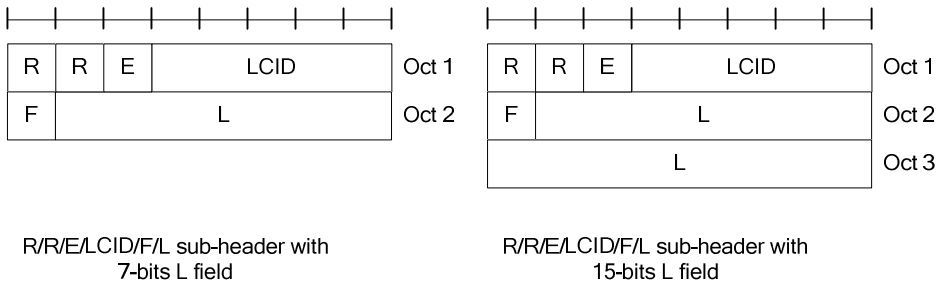 R R E LCID Oct 1
F L Oct 2
R/R/E/LCID/F/L sub-header with
7-bits L field
R R E LCID Oct 1
F L Oct 2
L Oct 3
R/R/E/LCID/F/L sub-header with
15-bits L field